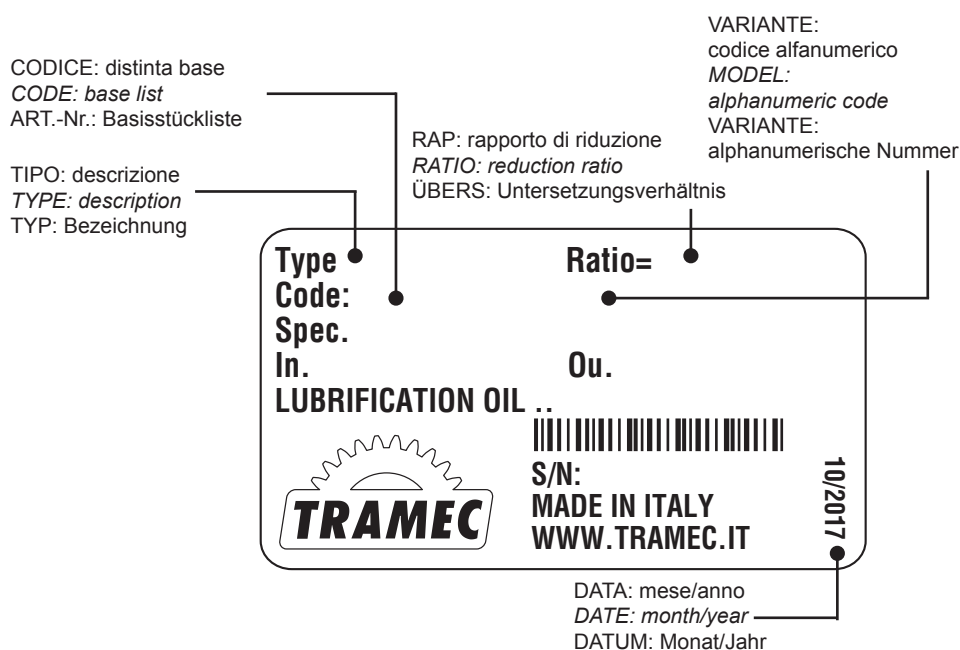 VARIANTE:
codice alfanumerico
MODEL:
alphanumeric code
VARIANTE:
alphanumerische Nummer
CODICE: distinta base
CODE: base list
ART.-Nr.: Basisstückliste
RAP: rapporto di riduzione
RATIO: reduction ratio
ÜBERS: Untersetzungsverhältnis
TIPO: descrizione
TYPE: description
TYP: Bezeichnung
Type Ratio=
Code:
Spec.
In. Ou.
LUBRIFICATION OIL ..
S/N:
MADE IN ITALY
WWW.TRAMEC.IT
TRAMEC
10/2017
DATA: mese/anno
DATE: month/year
DATUM: Monat/Jahr